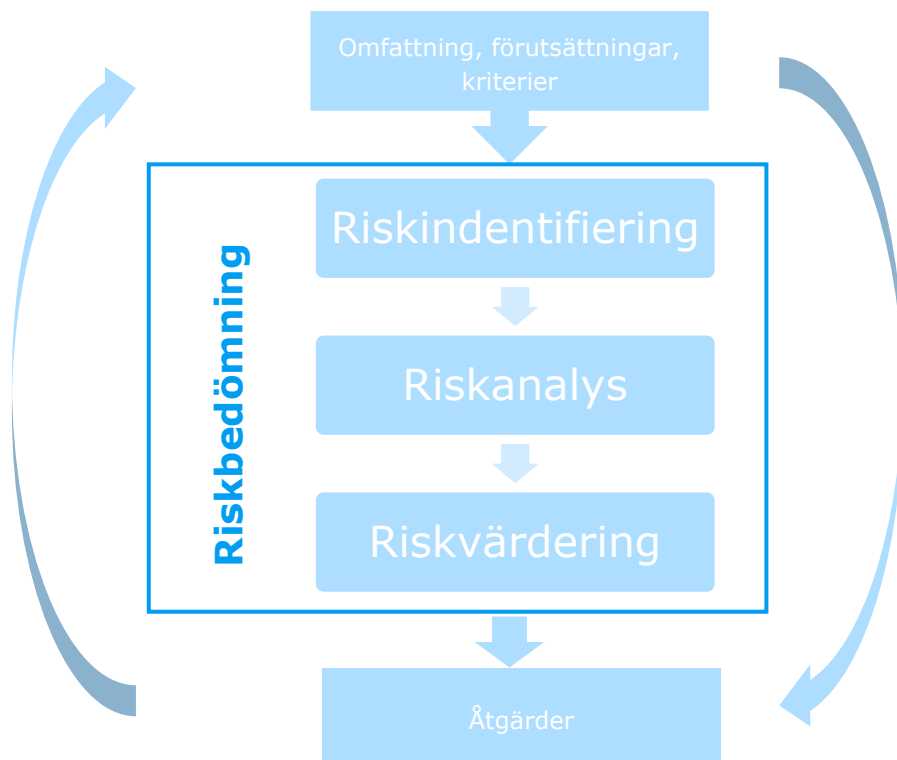 Omfattning, förutsättningar,
kriterier
Riskbedömning
Riskindentifiering
Riskanalys
Riskvärdering
Åtgärder